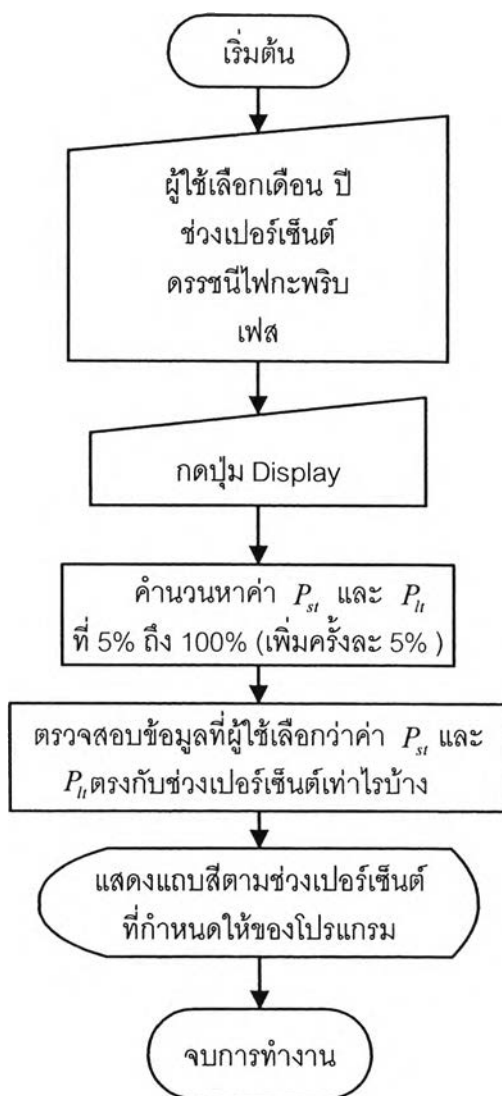 เริ่มต้น
ผู้ใช้เลือกเดือน ปี
ช่วงเปอร์เซ็นต์
ดรรชนีไฟกะพริบ
เฟส
กดปุ่ม Display
คำนวนหาค่า P_st และ P_lt
ที่ 5% ถึง 100% (เพิ่มครั้งละ 5% )
ตรวจสอบข้อมูลที่ผู้ใช้เลือกว่าค่า P_st และ
P_lt ตรงกับช่วงเปอร์เซ็นต์เท่าไรบ้าง
แสดงแถบสีตามช่วงเปอร์เซ็นต์
ที่กำหนดให้ของโปรแกรม
จบการทำงาน